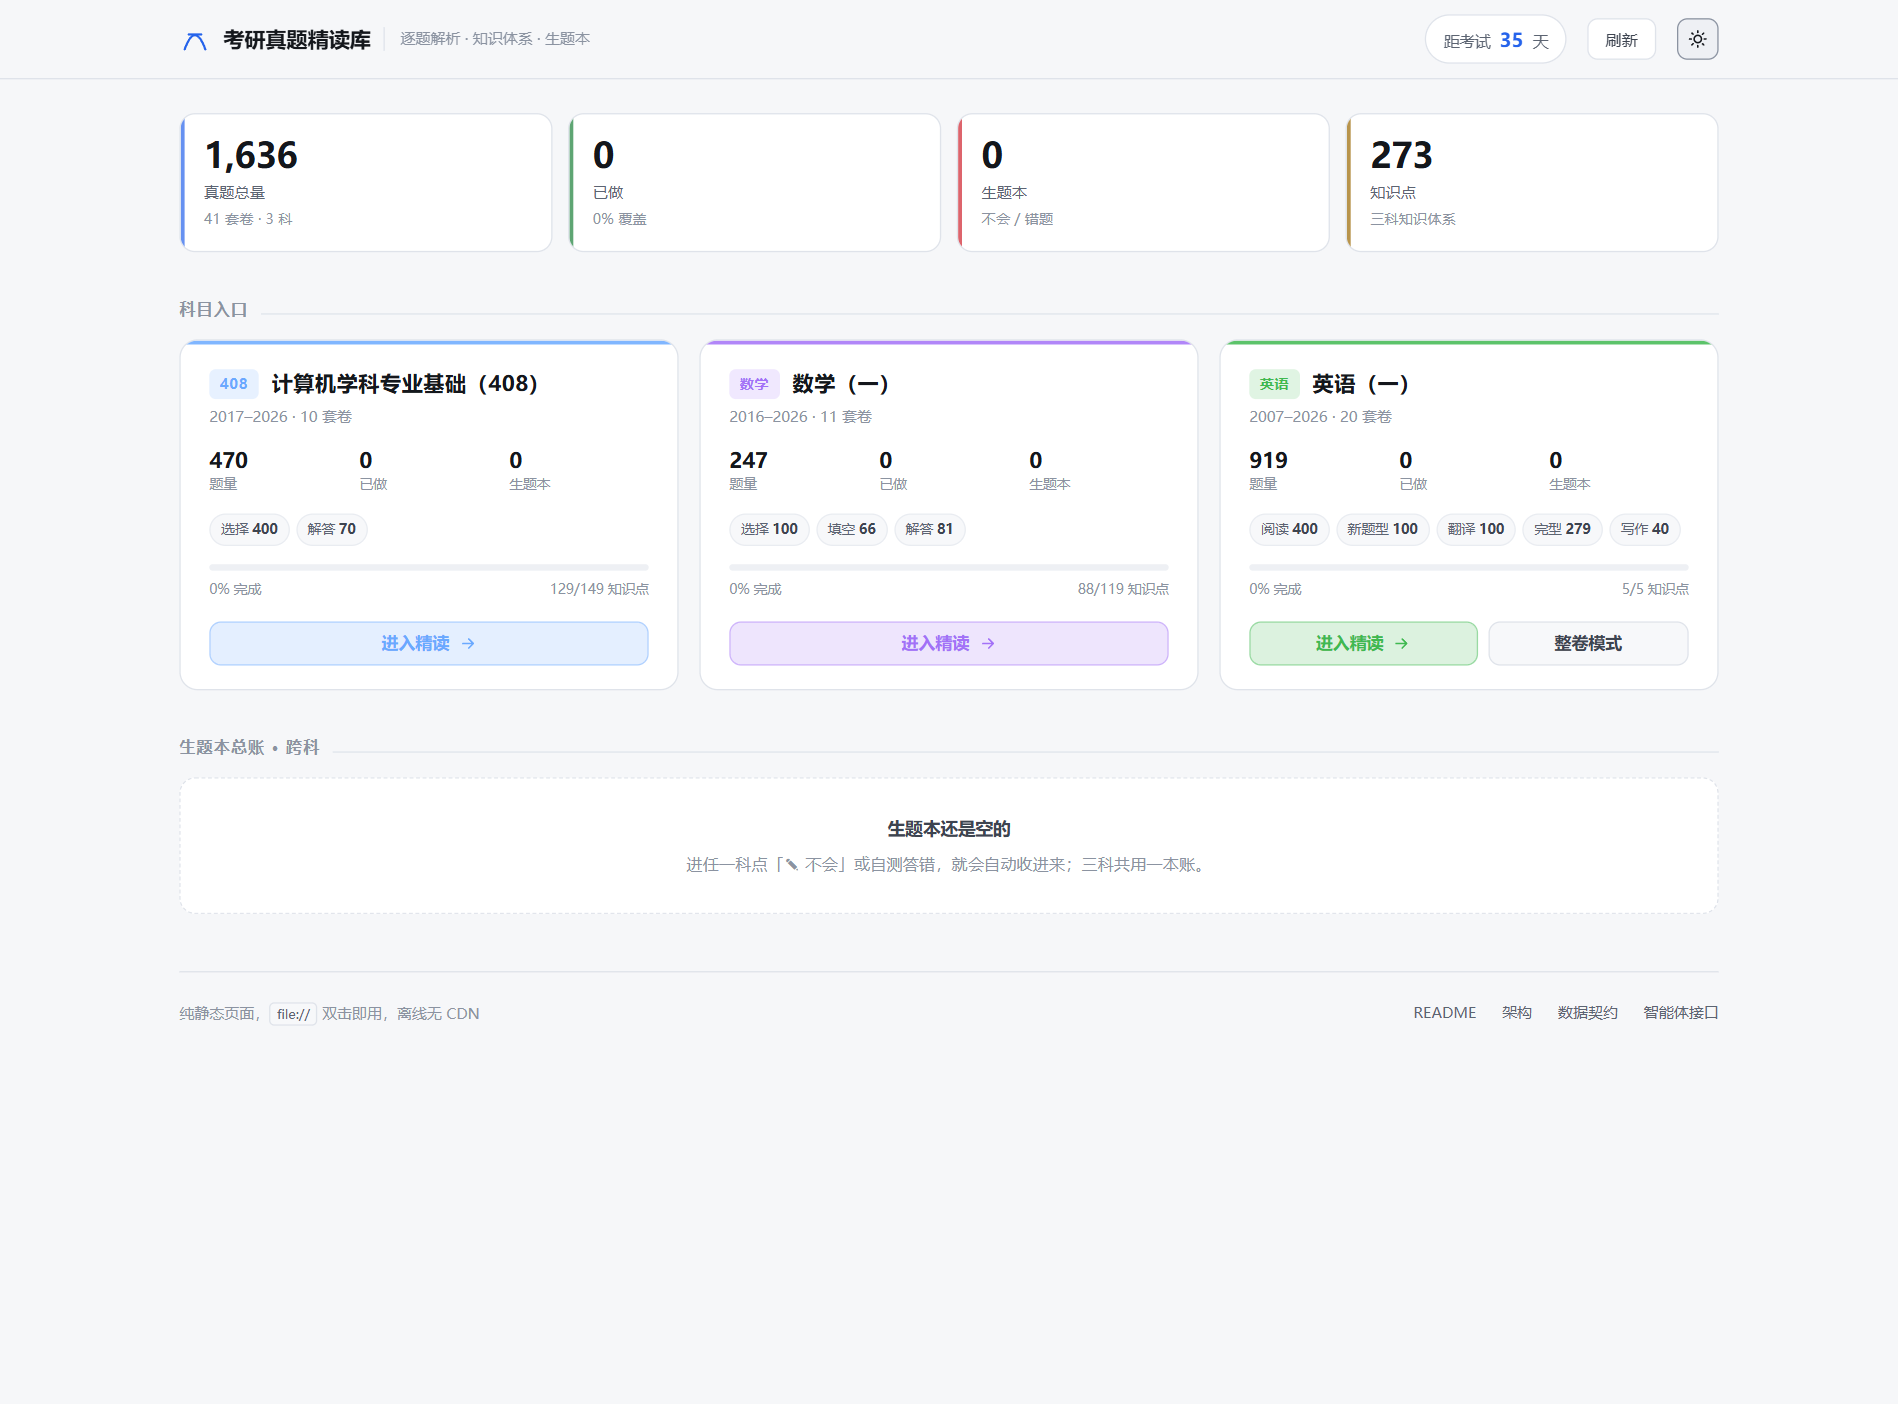 考研真题精读库
逐题解析 · 知识体系 · 生题本
距考试 35 天
刷新
1,636
真题总量
41 套卷 · 3 科
0
已做
0% 覆盖
0
生题本
不会 / 错题
273
知识点
三科知识体系
科目入口
408 计算机学科专业基础（408）
2017–2026 · 10 套卷
470
题量
0
已做
0
生题本
选择 400
解答 70
0% 完成
129/149 知识点
进入精读 →
数学 数学（一）
2016–2026 · 11 套卷
247
题量
0
已做
0
生题本
选择 100
填空 66
解答 81
0% 完成
88/119 知识点
进入精读 →
英语 英语（一）
2007–2026 · 20 套卷
919
题量
0
已做
0
生题本
阅读 400
新题型 100
翻译 100
完型 279
写作 40
0% 完成
5/5 知识点
进入精读 →
整卷模式
生题本总账 • 跨科
生题本还是空的
进任一科点「✎ 不会」或自测答错，就会自动收进来；三科共用一本账。
纯静态页面， file:// 双击即用，离线无 CDN
README
架构
数据契约
智能体接口